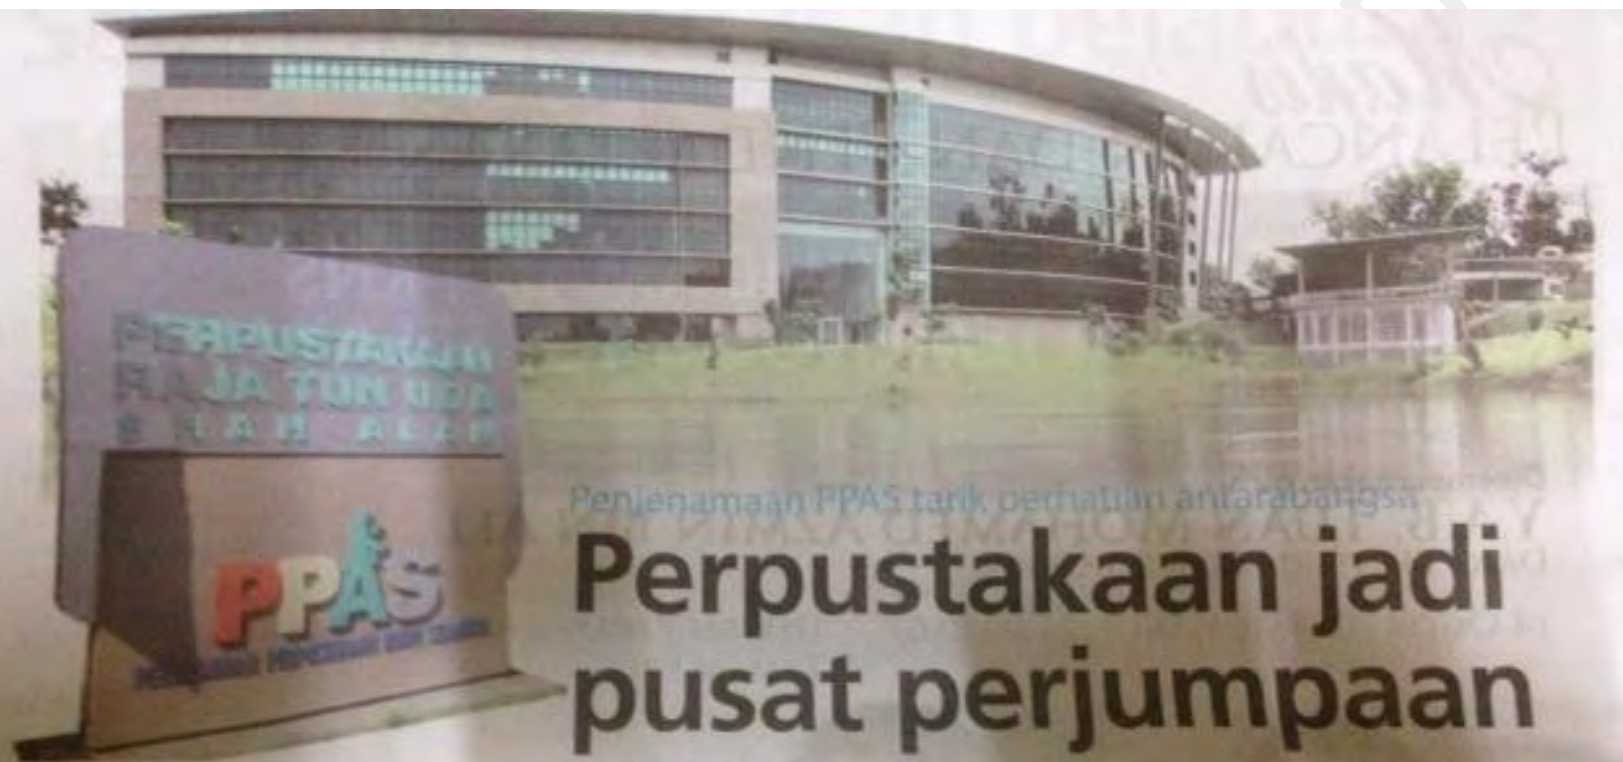 PERPUSTAKAAN
RAJA TUN UDA
SHAH ALAM
PPAS
Penjenamaan PPAS tarik perhatian antarabangsa
Perpustakaan jadi
pusat perjumpaan